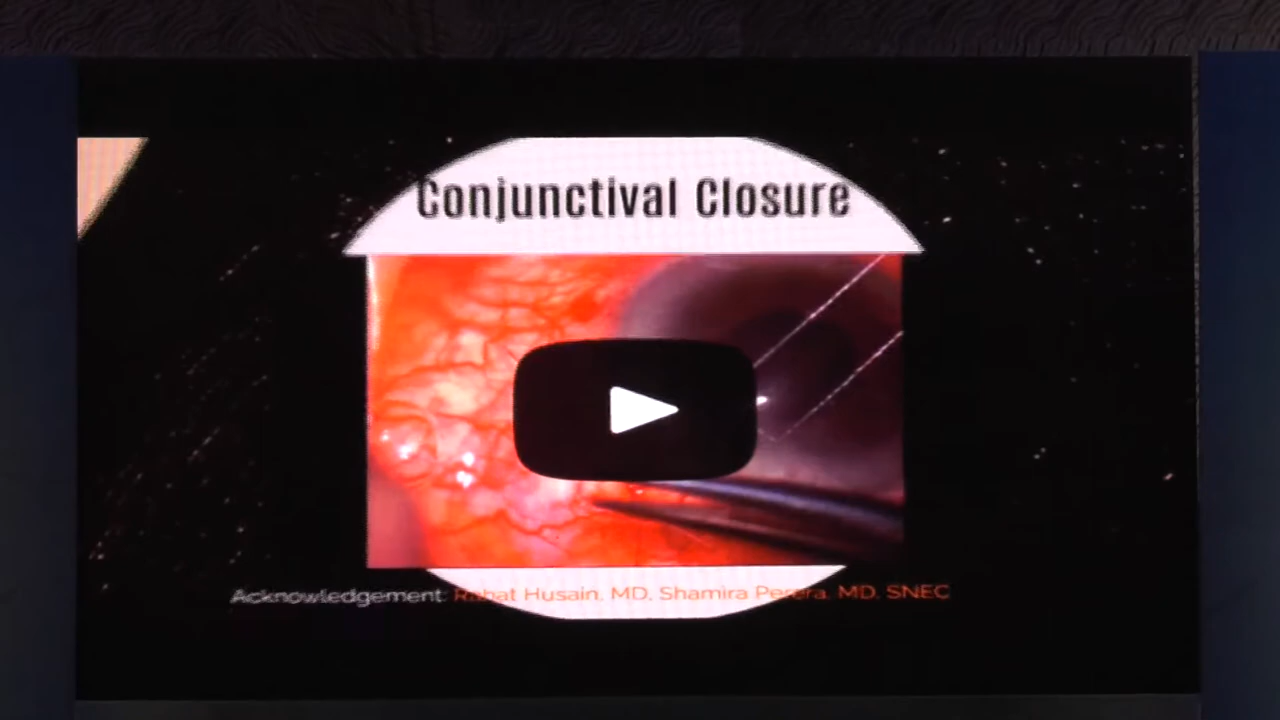 Conjunctival Closure
Acknowledgement: Rahat Husain, MD, Shamira Perera, MD, SNEC